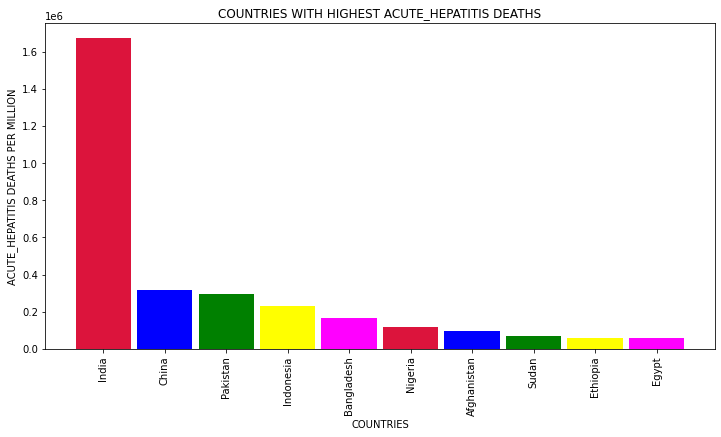 COUNTRIES WITH HIGHEST ACUTE_HEPATITIS DEATHS
1e6
1.6
1.4
1.2
1.0
0.8
0.6
0.4
0.2
0.0
ACUTE_HEPATITIS DEATHS PER MILLION
India
China
Pakistan
Indonesia
Bangladesh
Nigeria
Afghanistan
Sudan
Ethiopia
Egypt
COUNTRIES